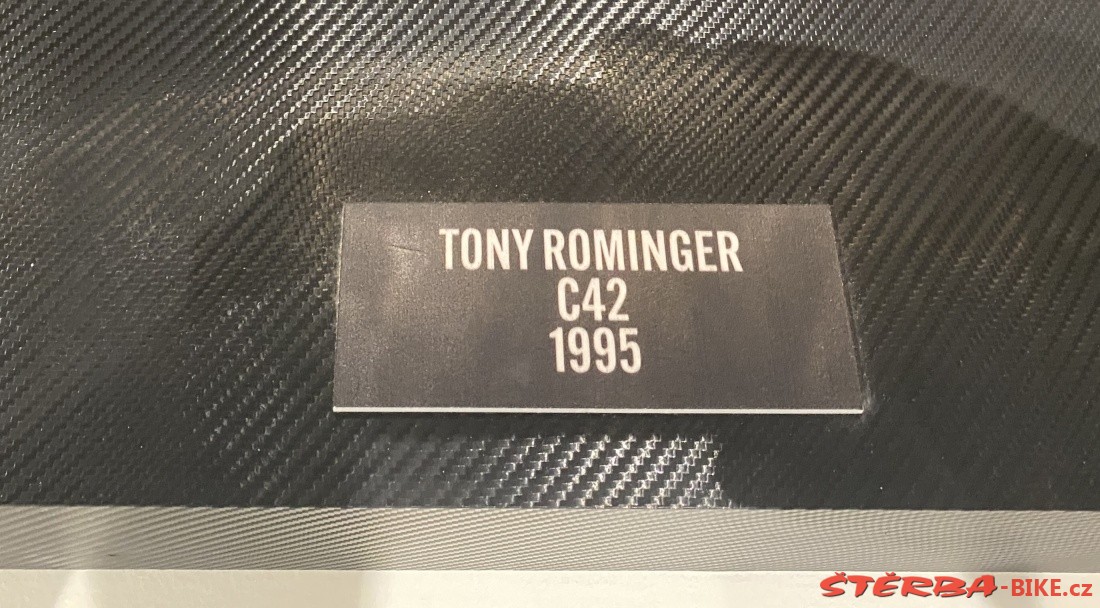 TONY ROMINGER
C42
1995
ŠTĚRBA-BIKE.cz